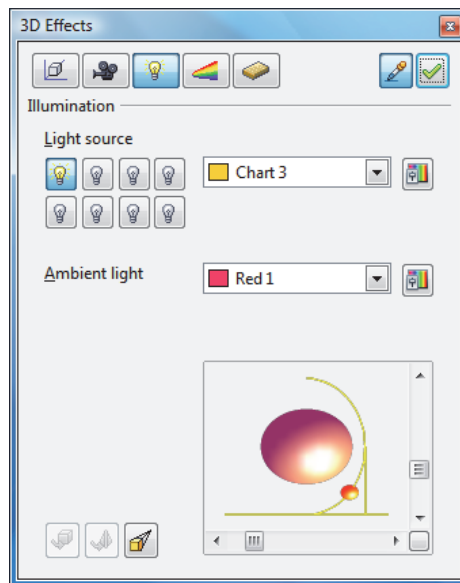 3D Effects
Illumination
Light source
Chart 3
Ambient light
Red 1